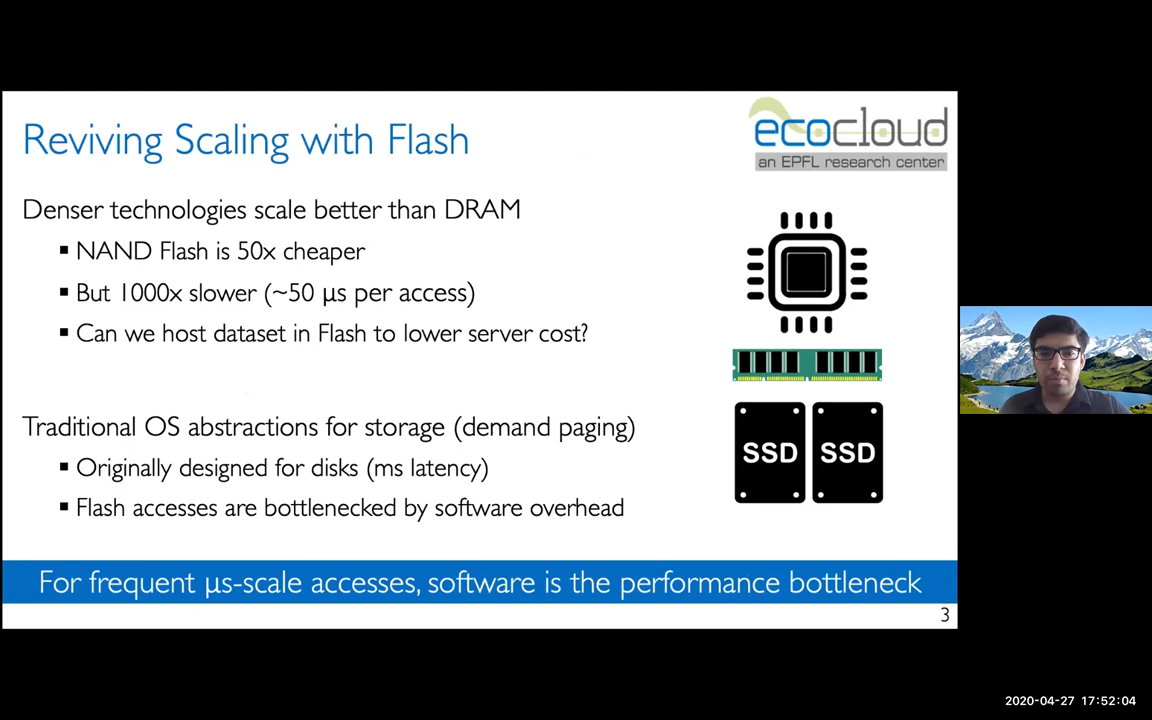 Reviving Scaling with Flash
ecocloud
an EPFL research center
Denser technologies scale better than DRAM
▪ NAND Flash is 50x cheaper
▪ But 1000x slower (~50 μs per access)
▪ Can we host dataset in Flash to lower server cost?
Traditional OS abstractions for storage (demand paging)
▪ Originally designed for disks (ms latency)
▪ Flash accesses are bottlenecked by software overhead
SSD SSD
For frequent μs-scale accesses, software is the performance bottleneck
3
2020-04-27 17:52:04